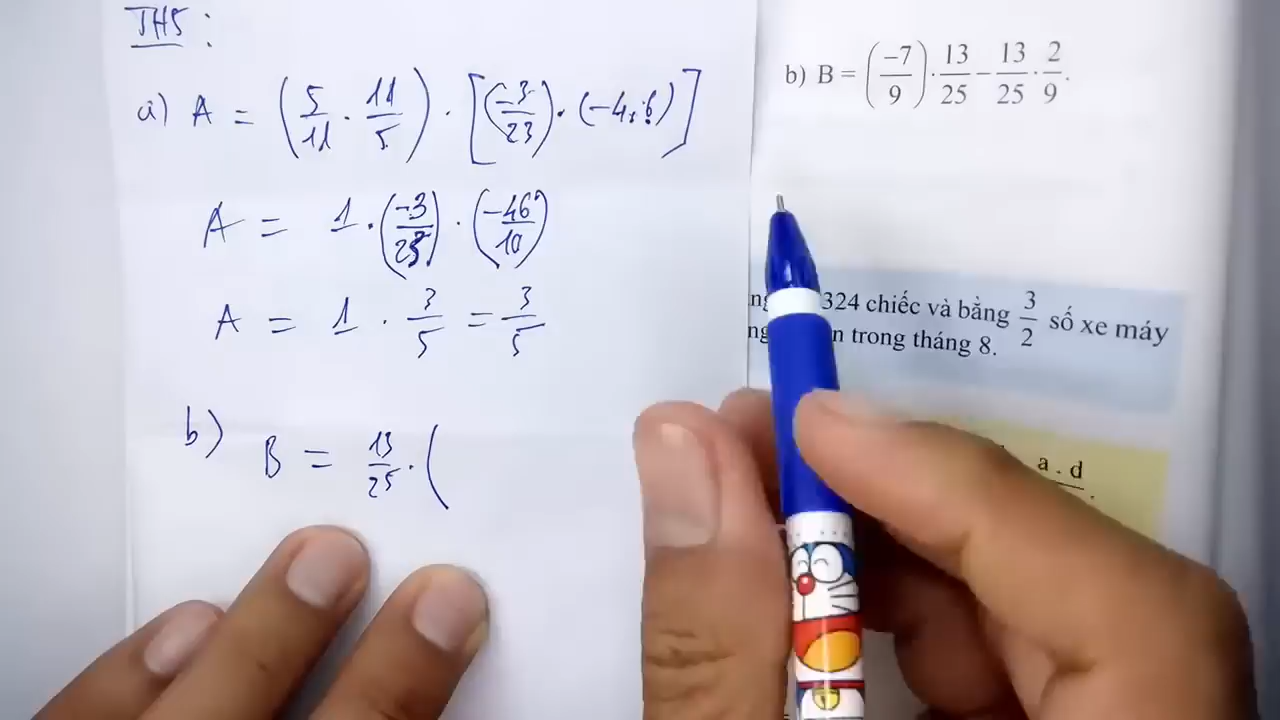 TH5 :
a) A = (5/11 . 11/5) . [(-3/23) . (-4,6)]
A = 1 . (-3/23) . (-46/10)
A = 1 . 3/5 = 3/5
b) B = 13/25 . (
b) B = (-7/9) . 13/25 - 13/25 . 2/9.
324 chiếc và bằng 3/2 số xe máy
n trong tháng 8.
a . d